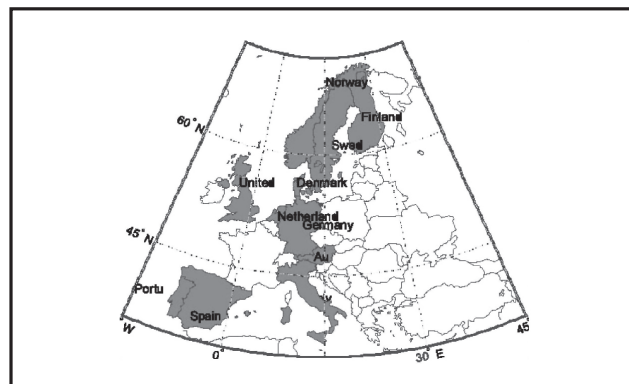 Norway
Finland
60° N
Swed
United
Denmark
Netherland
Germany
45° N
Au
Portu
Spain
W
0°
30° E
45